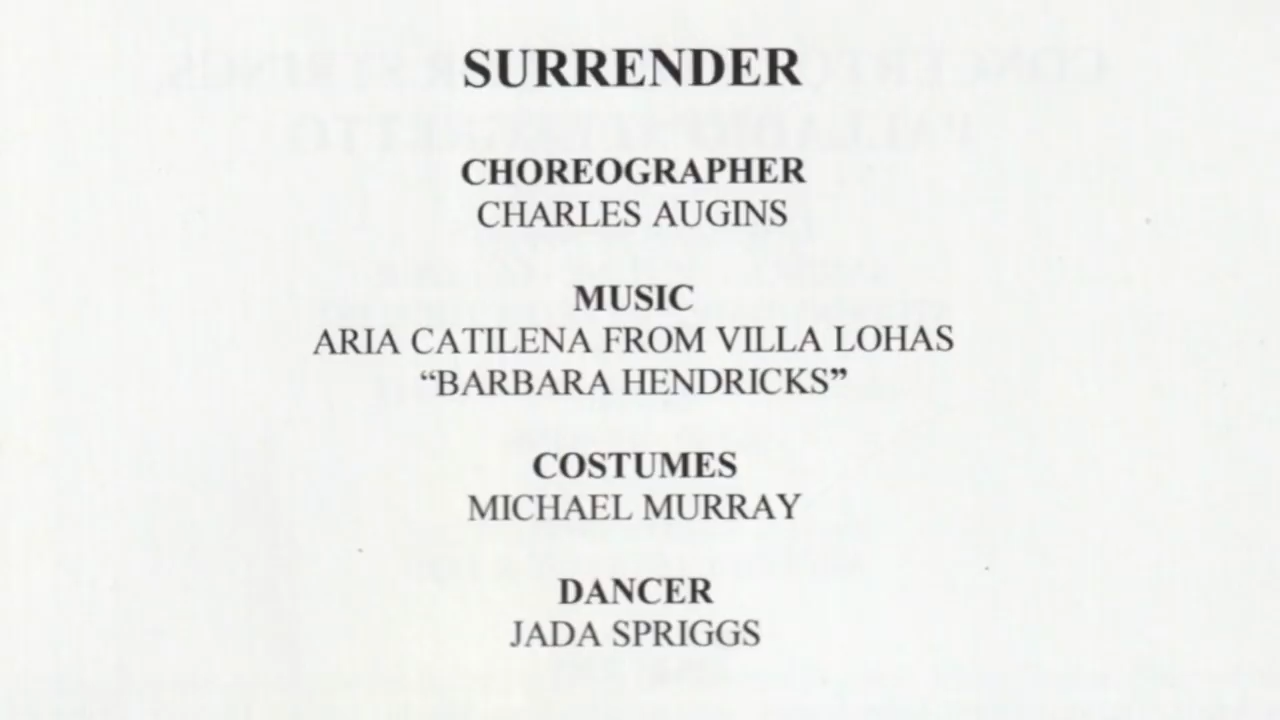 SURRENDER
CHOREOGRAPHER
CHARLES AUGINS
MUSIC
ARIA CATILENA FROM VILLA LOHAS
“BARBARA HENDRICKS”
COSTUMES
MICHAEL MURRAY
DANCER
JADA SPRIGGS